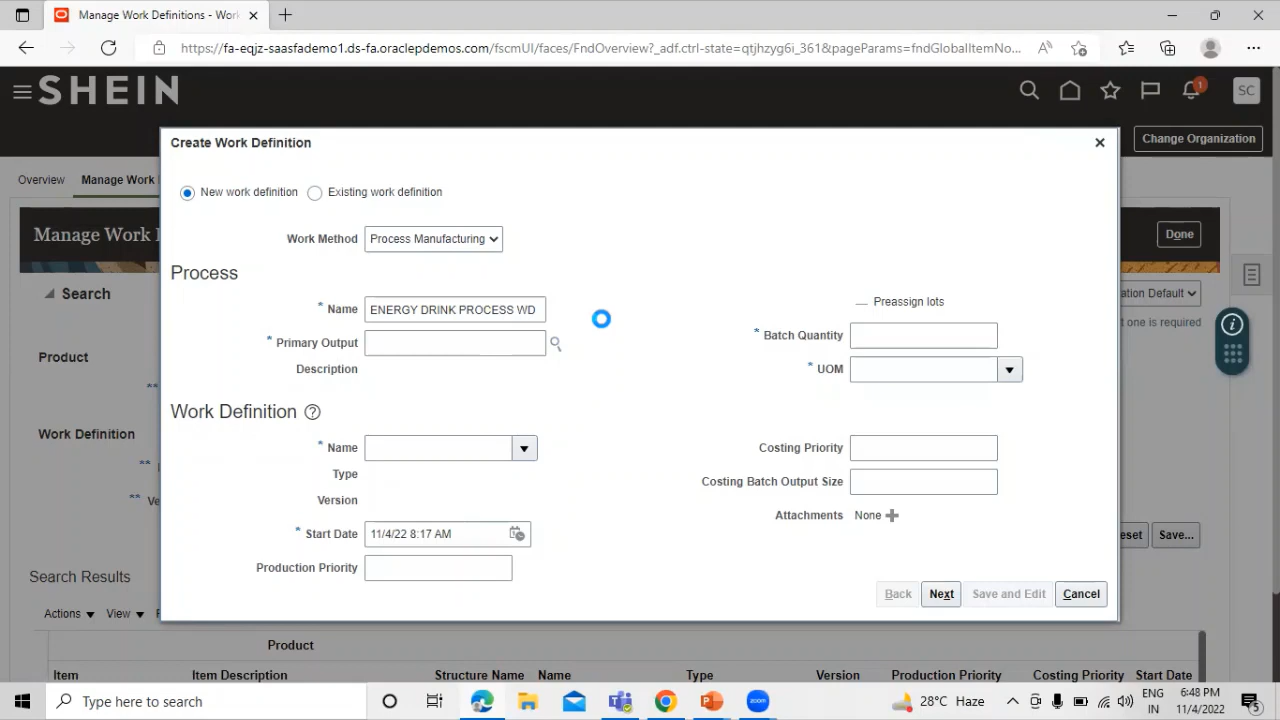 Manage Work Definitions - Work
https://fa-eqjz-saasfademo1.ds-fa.oraclepdemos.com/fscmUI/faces/FndOverview?_adf.ctrl-state=qtjhzyg6i_361&pageParams=fndGlobalItemNo...
SHEIN
1
SC
Change Organization
Overview
Manage Work
Manage Work
Done
Search
ation Default
t one is required
Product
**
Work Definition
**
** Ve
eset
Save...
Search Results
Actions
View
Product
Item
Item Description
Structure Name
Name
Type
Version
Production Priority
Costing Priority
Start Date
Create Work Definition
New work definition
Existing work definition
Work Method
Process Manufacturing
Process
* Name
ENERGY DRINK PROCESS WD
Preassign lots
* Primary Output
* Batch Quantity
Description
* UOM
Work Definition
* Name
Costing Priority
Type
Costing Batch Output Size
Version
Attachments
None
* Start Date
11/4/22 8:17 AM
Production Priority
Back
Next
Save and Edit
Cancel
Type here to search
zoom
28°C Haze
ENG
IN
6:48 PM
11/4/2022
5